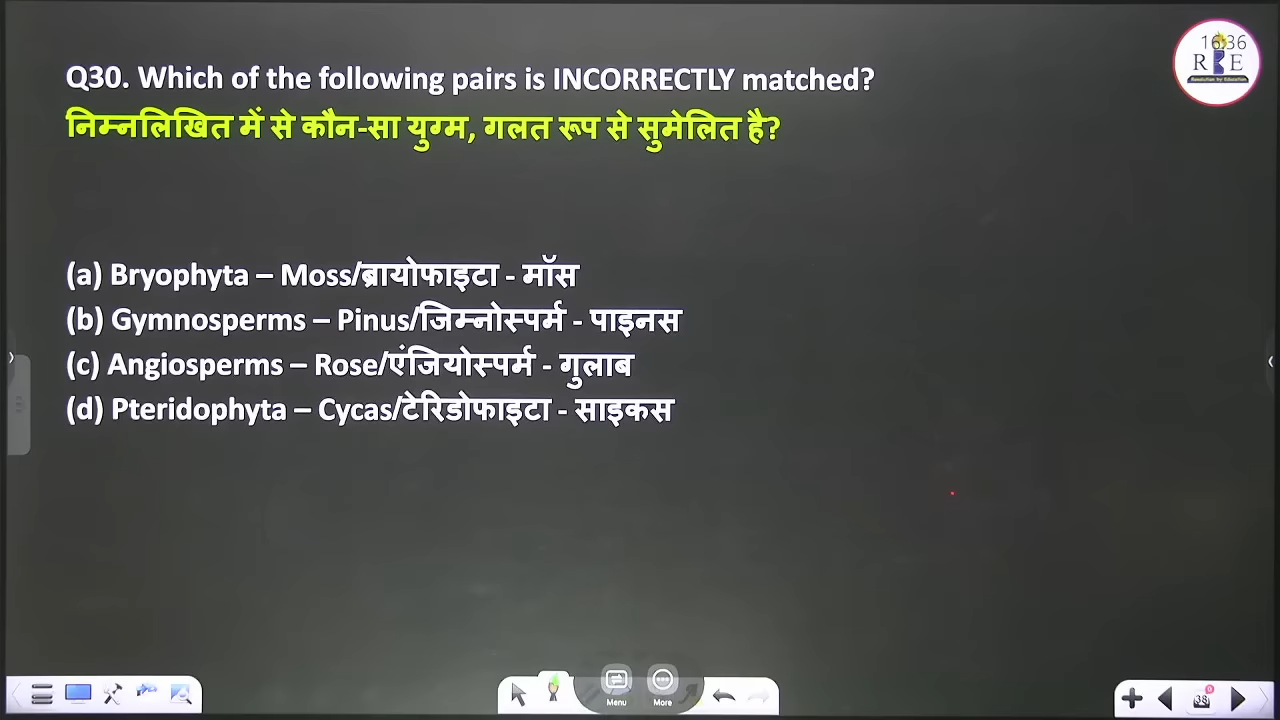 16:36
R E
Q30. Which of the following pairs is INCORRECTLY matched?
निम्नलिखित में से कौन-सा युग्म, गलत रूप से सुमेलित है?
(a) Bryophyta – Moss/ब्रायोफाइटा - मॉस
(b) Gymnosperms – Pinus/जिम्नोस्पर्म - पाइनस
(c) Angiosperms – Rose/एंजियोस्पर्म - गुलाब
(d) Pteridophyta – Cycas/टेरिडोफाइटा - साइकस
Menu More